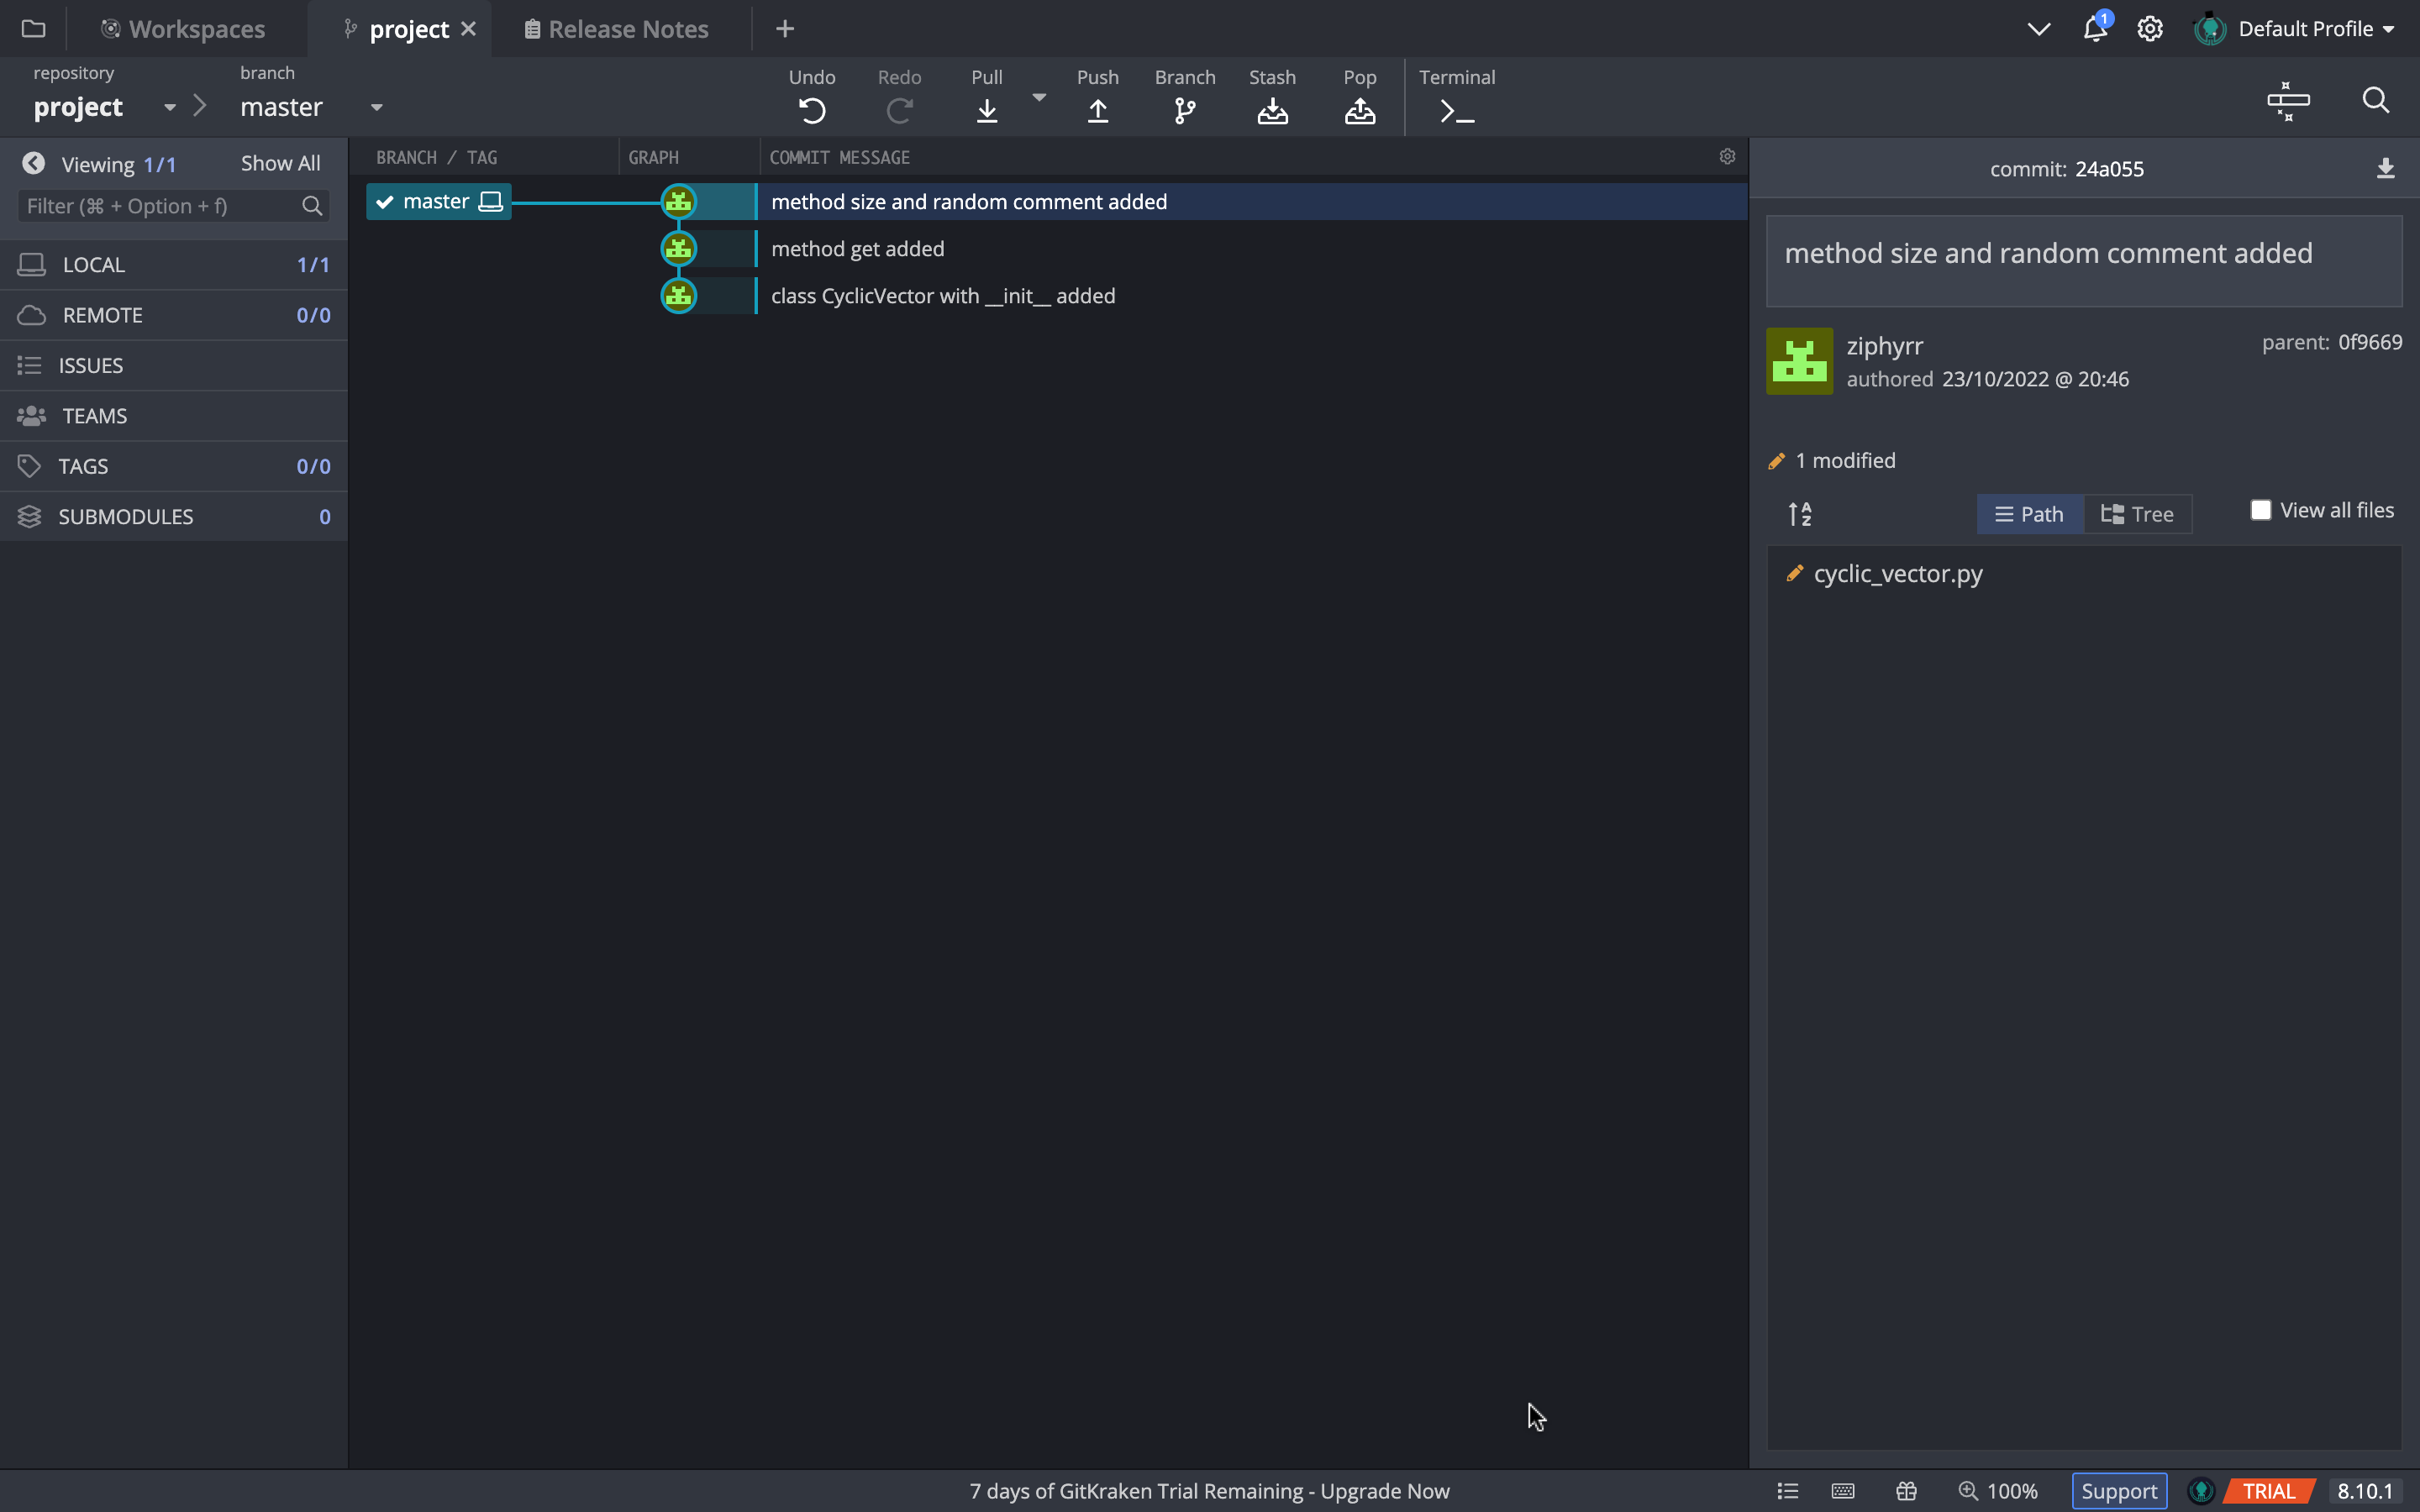 Workspaces
project
Release Notes
1
Default Profile
repository
project
branch
master
Undo
Redo
Pull
Push
Branch
Stash
Pop
Terminal
Viewing 1/1
Show All
Filter (⌘ + Option + f)
LOCAL 1/1
REMOTE 0/0
ISSUES
TEAMS
TAGS 0/0
SUBMODULES 0
BRANCH / TAG
GRAPH
COMMIT MESSAGE
master
method size and random comment added
method get added
class CyclicVector with __init__ added
commit: 24a055
method size and random comment added
ziphyrr
parent: 0f9669
authored 23/10/2022 @ 20:46
1 modified
A
Z
Path
Tree
View all files
cyclic_vector.py
7 days of GitKraken Trial Remaining - Upgrade Now
100%
Support
TRIAL
8.10.1